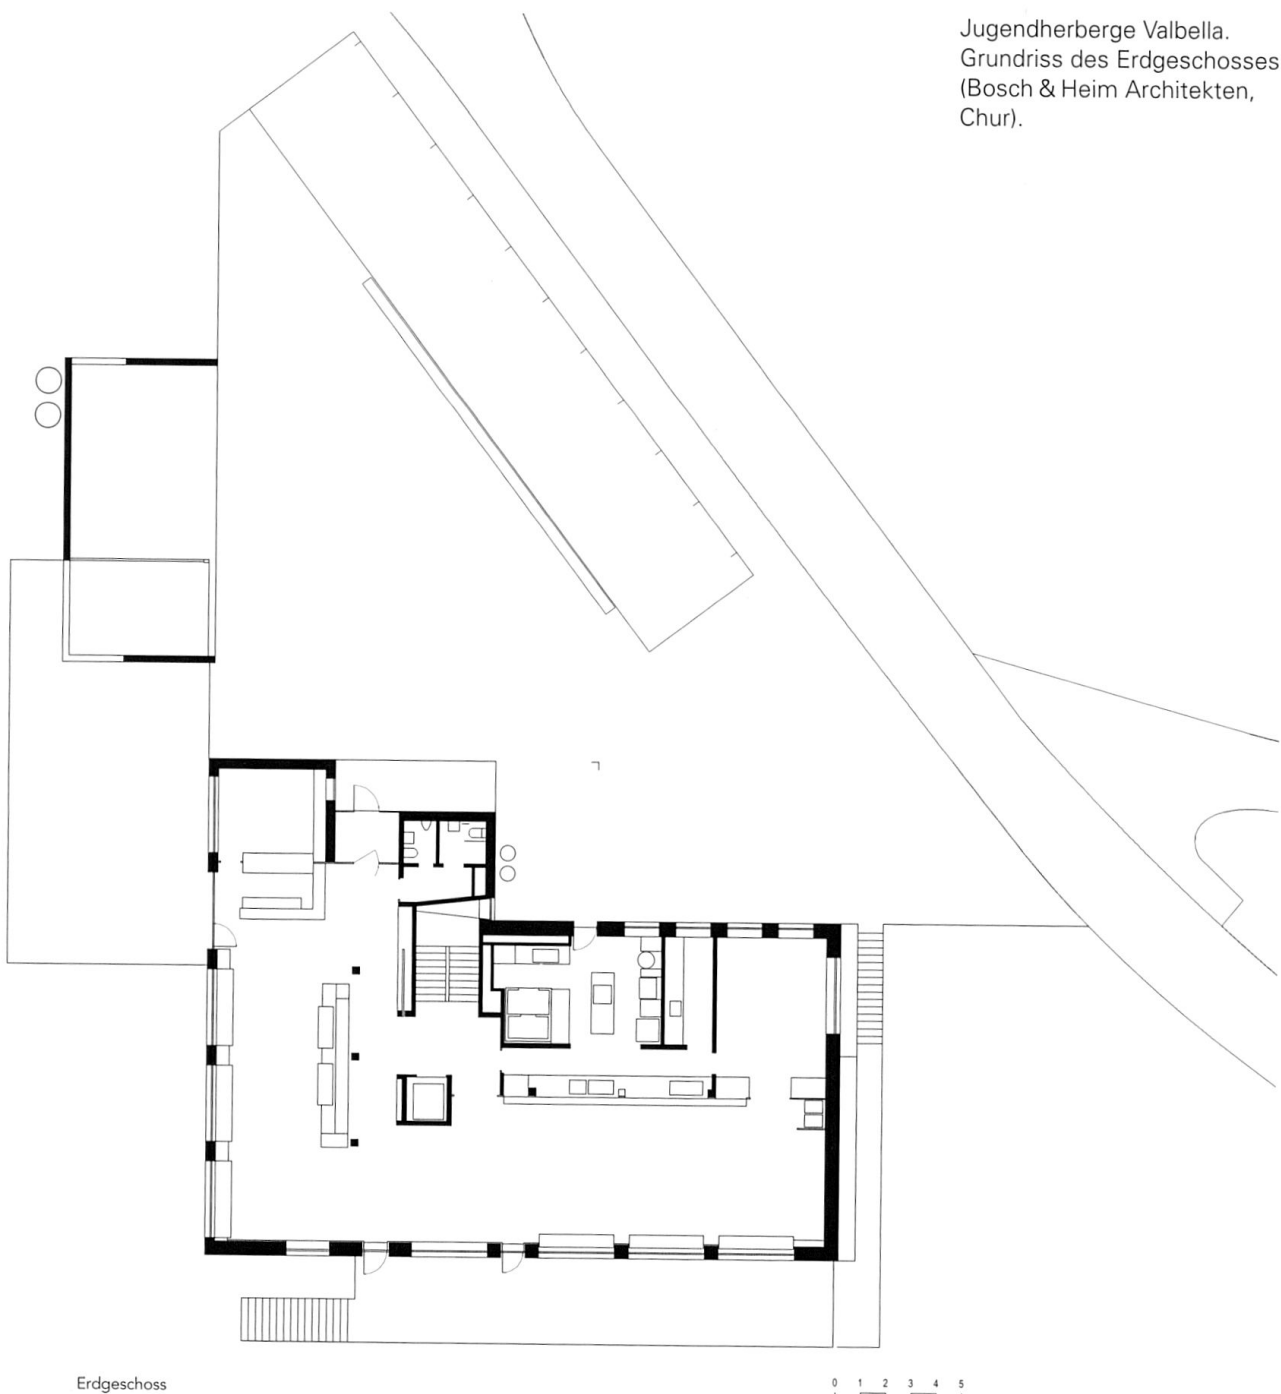 Jugendherberge Valbella.
Grundriss des Erdgeschosses
(Bosch & Heim Architekten,
Chur).
Erdgeschoss
0 1 2 3 4 5